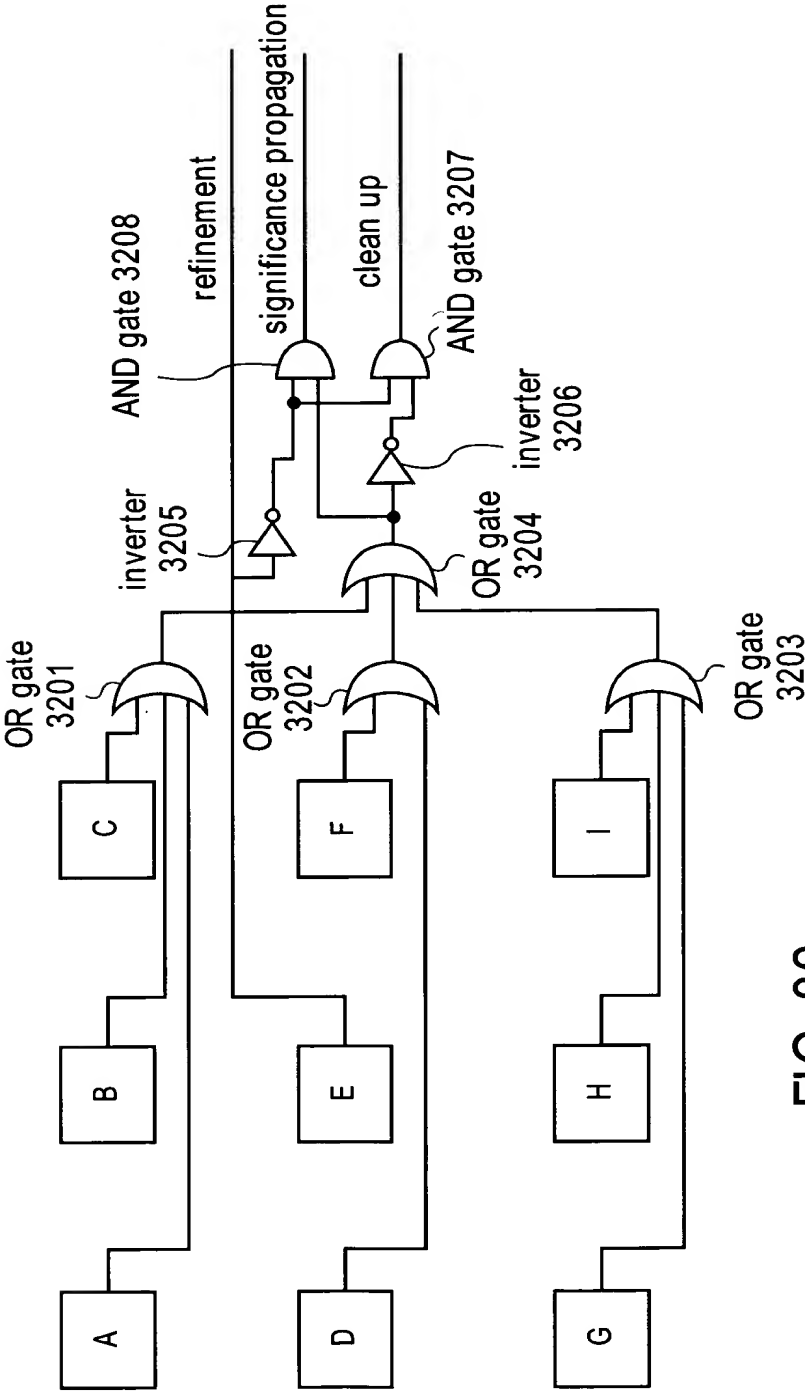 A
B
C
OR gate
3201
D
E
F
OR gate
3202
G
H
I
OR gate
3203
inverter
3205
OR gate
3204
inverter
3206
AND gate 3208
AND gate 3207
refinement
significance propagation
clean up
FIG.